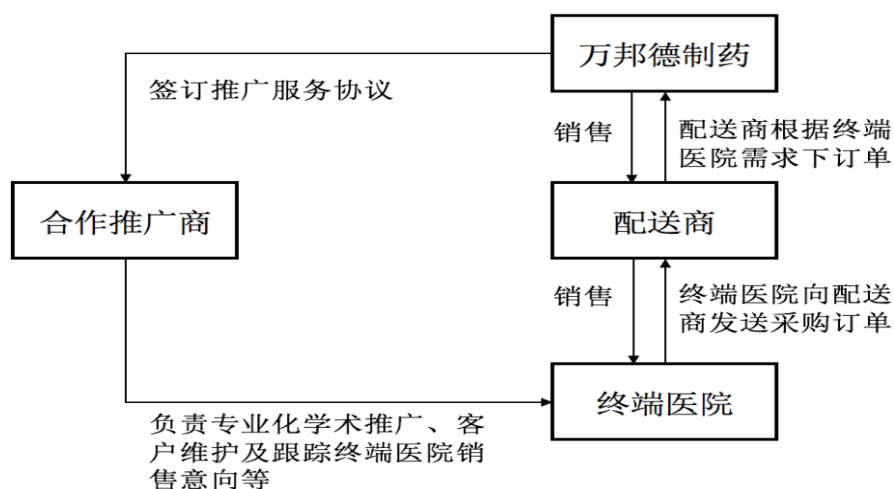 万邦德制药
签订推广服务协议
销售
配送商根据终端
医院需求下订单
合作推广商
配送商
销售
终端医院向配送
商发送采购订单
终端医院
负责专业化学术推广、客
户维护及跟踪终端医院销
售意向等